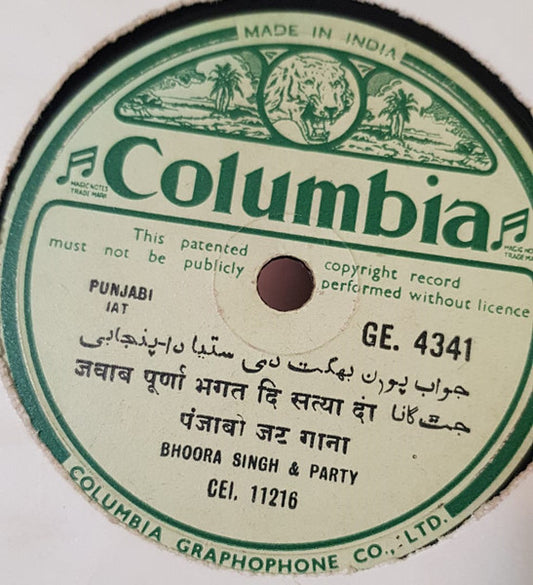 MADE IN INDIA
Columbia
MAGIC NOTES
TRADE MARK
MAGIC NOTES
TRADE MARK
This patented copyright record
must not be publicly performed without licence
PUNJABI
IAT
GE. 4341
جواب پورن بھگت دی ستیا دا - پنجابی
جٹ گانا
जवाब पूर्णा भगत दि सत्या दां
पंजाबो जट गाना
BHOORA SINGH & PARTY
CEI. 11216
COLUMBIA GRAPHOPHONE CO., LTD.